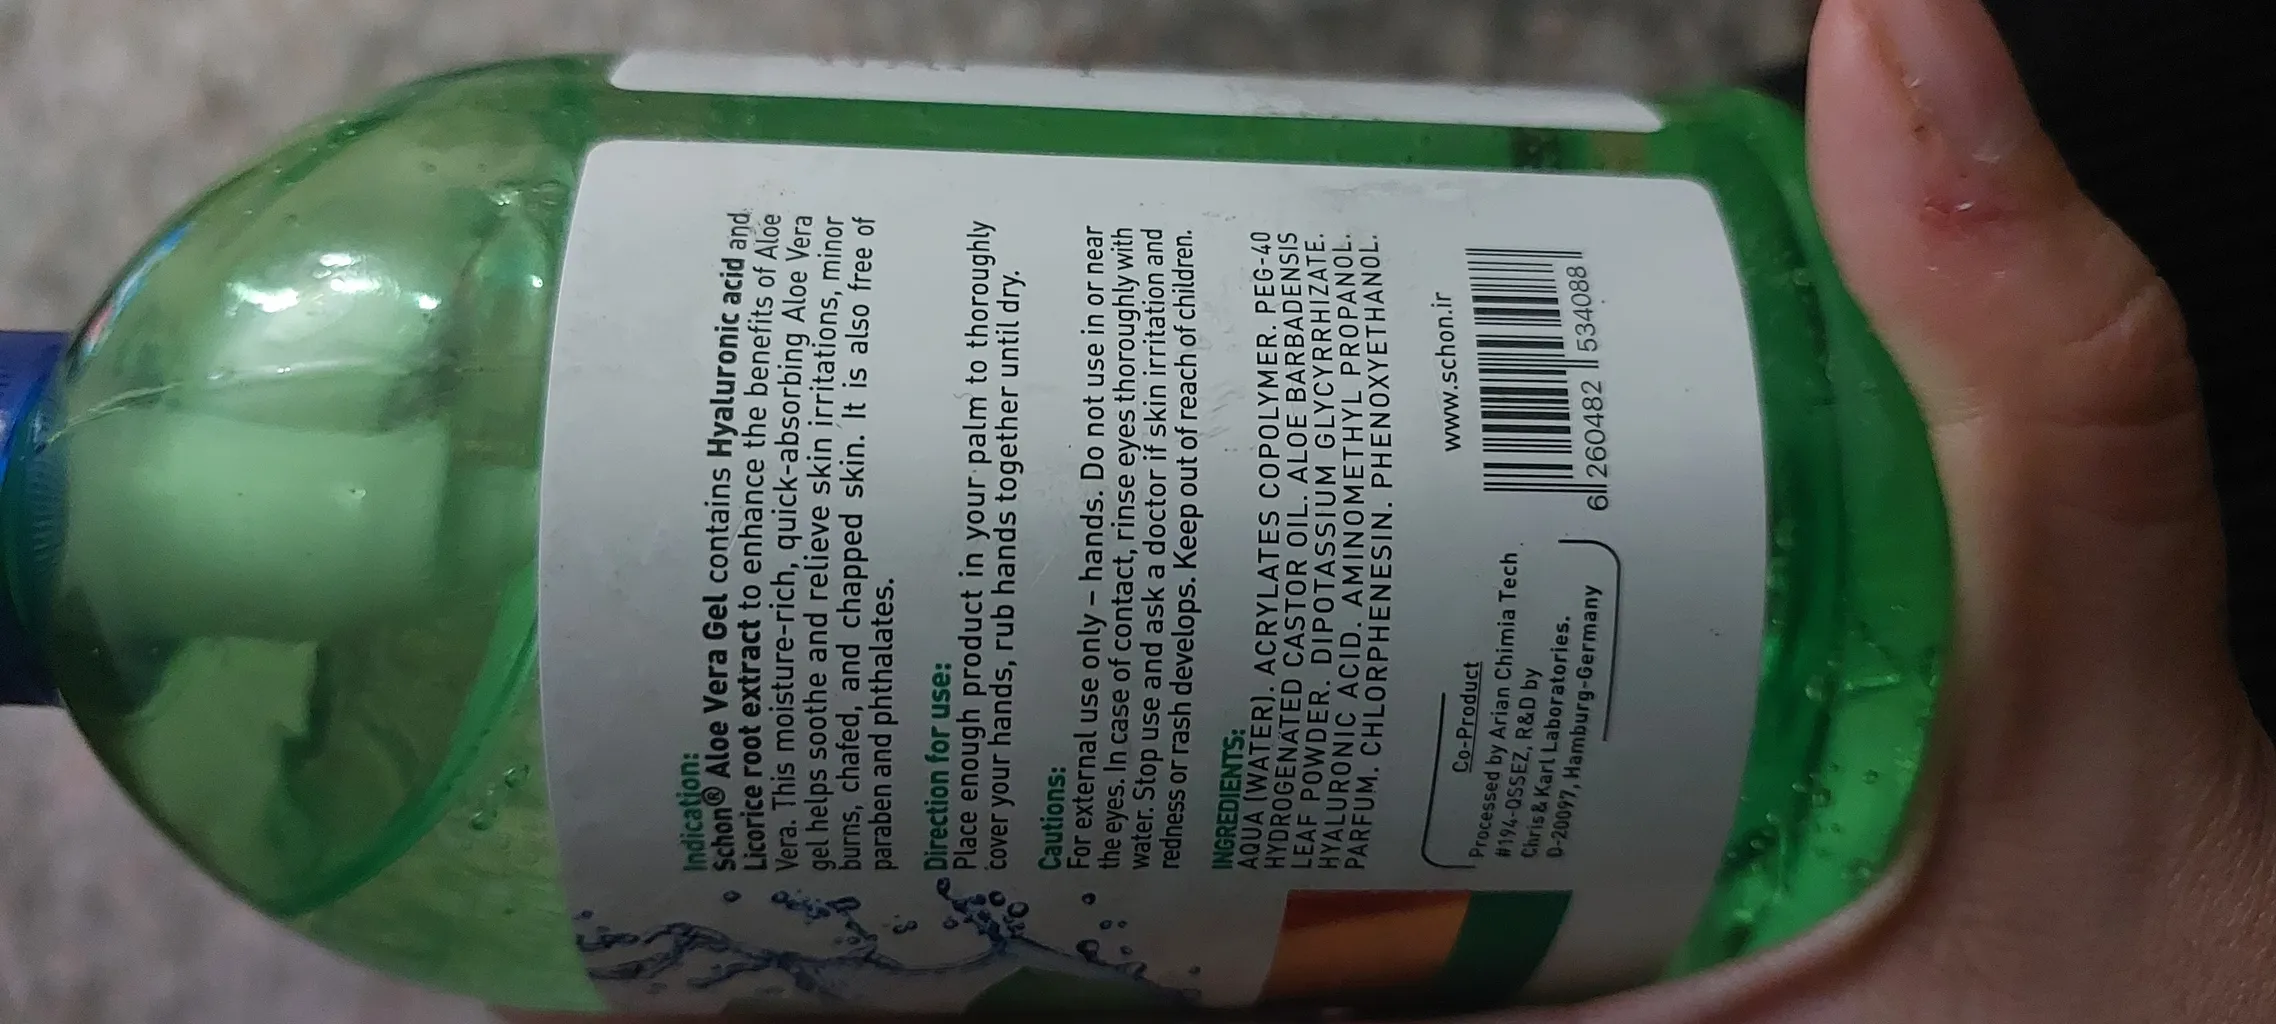 Indication:
Schon® Aloe Vera Gel contains Hyaluronic acid and
Licorice root extract to enhance the benefits of Aloe
Vera. This moisture-rich, quick-absorbing Aloe Vera
gel helps soothe and relieve skin irritations, minor
burns, chafed, and chapped skin. It is also free of
paraben and phthalates.
Direction for use:
Place enough product in your palm to thoroughly
cover your hands, rub hands together until dry.
Cautions:
For external use only – hands. Do not use in or near
the eyes. In case of contact, rinse eyes thoroughly with
water. Stop use and ask a doctor if skin irritation and
redness or rash develops. Keep out of reach of children.
INGREDIENTS:
AQUA (WATER). ACRYLATES COPOLYMER. PEG-40
HYDROGENATED CASTOR OIL. ALOE BARBADENSIS
LEAF POWDER. DIPOTASSIUM GLYCYRRHIZATE.
HYALURONIC ACID. AMINOMETHYL PROPANOL.
PARFUM. CHLORPHENESIN. PHENOXYETHANOL.
Co-Product
Processed by Arian Chimia Tech
#194-QSSEZ, R&D by
Chris & Karl Laboratories.
D-20097, Hamburg-Germany
www.schon.ir
6 260482 534088